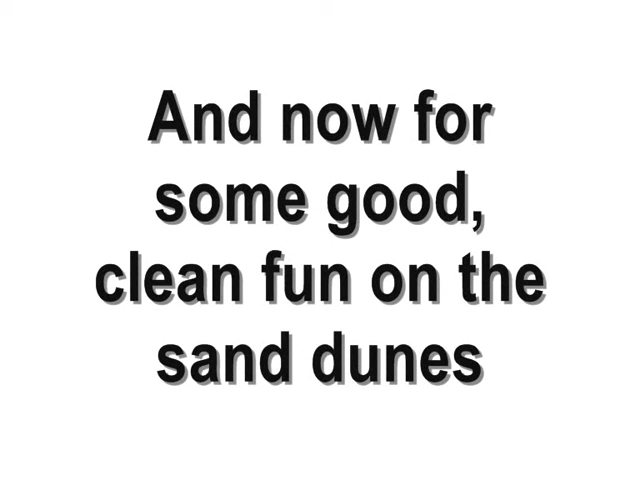 And now for
some good,
clean fun on the
sand dunes